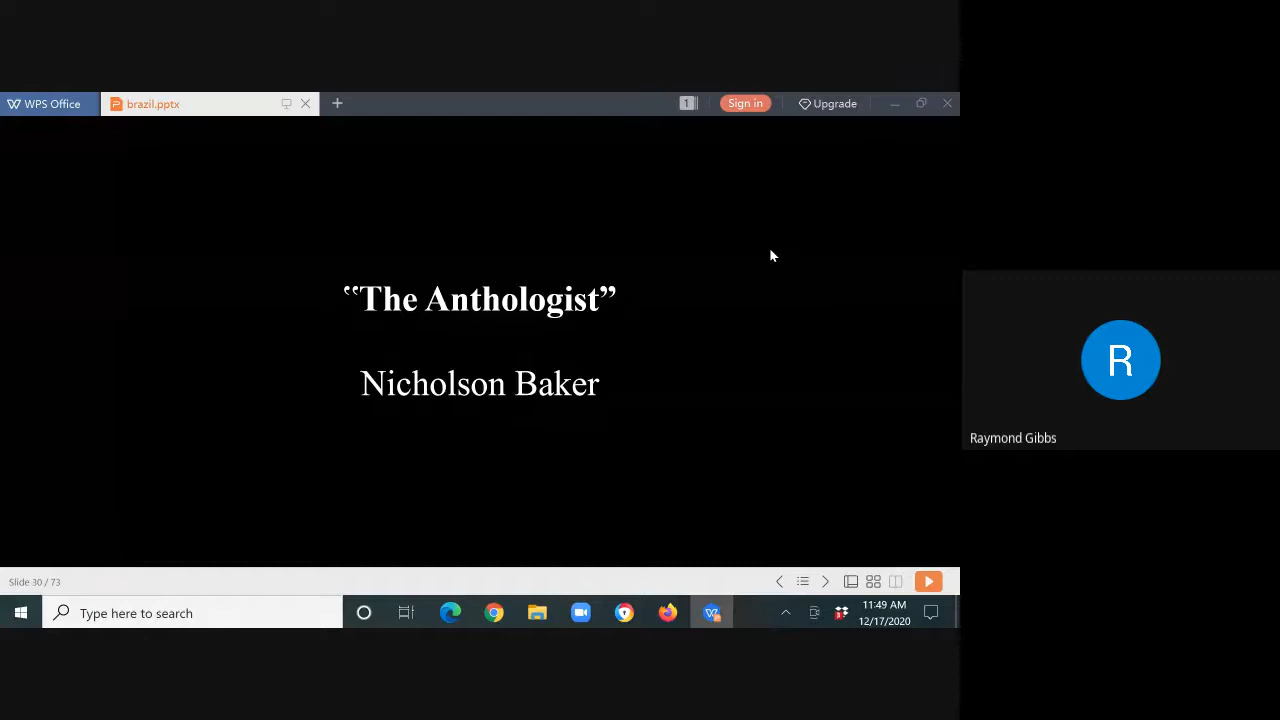 WPS Office
brazil.pptx
1
Sign in
Upgrade
“The Anthologist”
Nicholson Baker
R
Raymond Gibbs
Slide 30 / 73
Type here to search
11:49 AM
12/17/2020